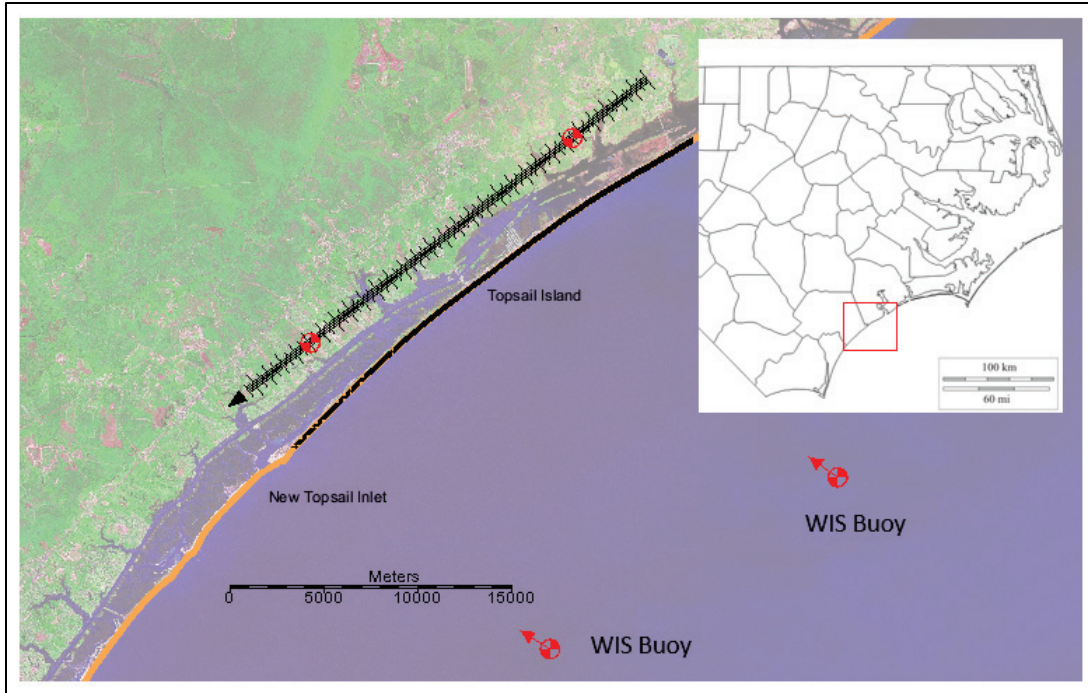 100 km
60 mi
Topsail Island
New Topsail Inlet
WIS Buoy
Meters
0 5000 10000 15000
WIS Buoy